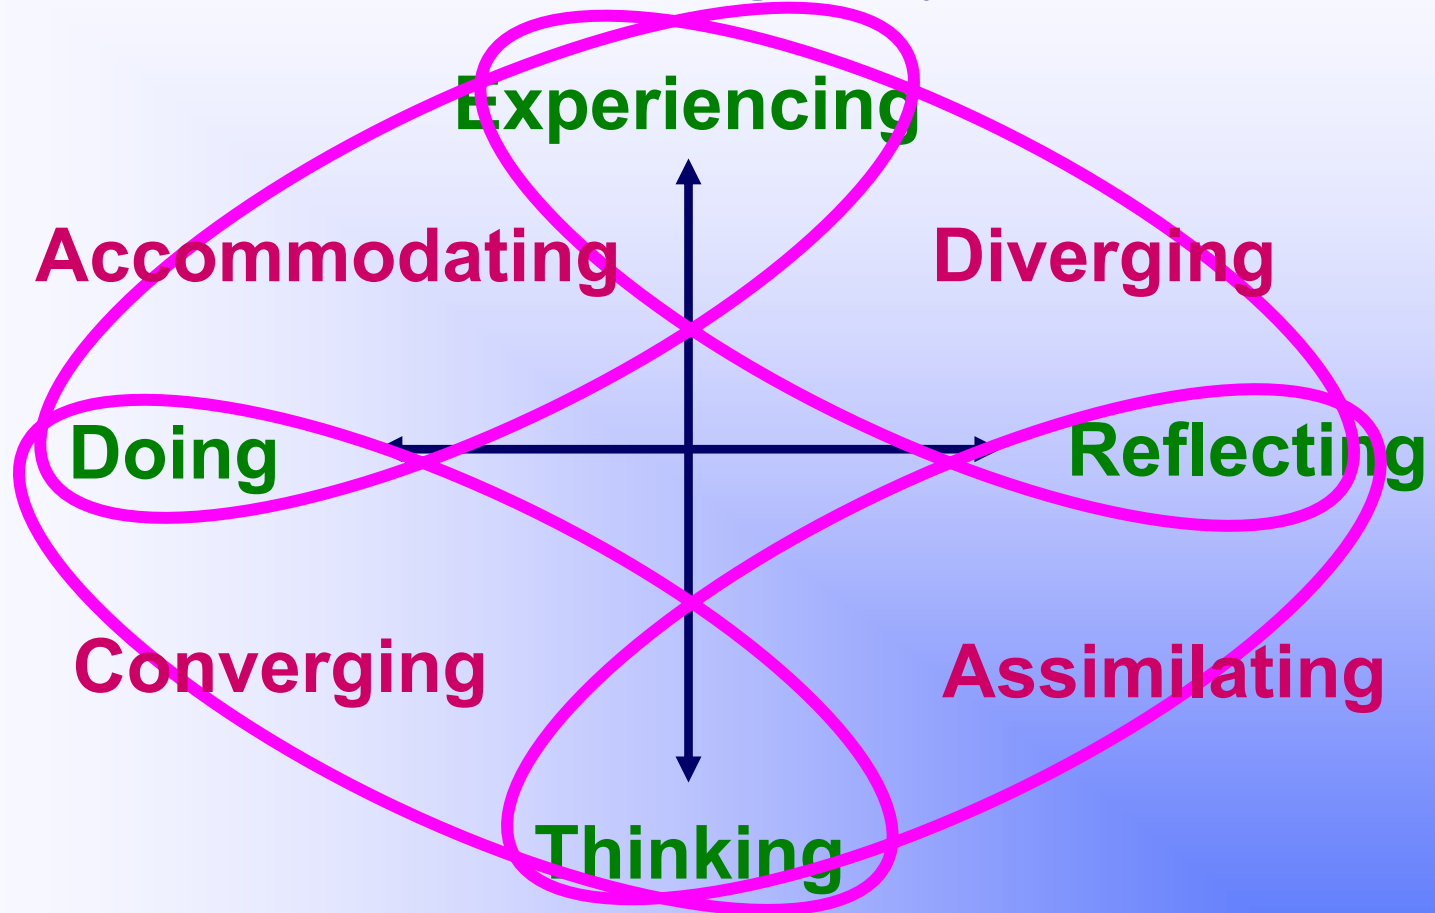 Experiencing
Accommodating Diverging
Doing Reflecting
Converging Assimilating
Thinking